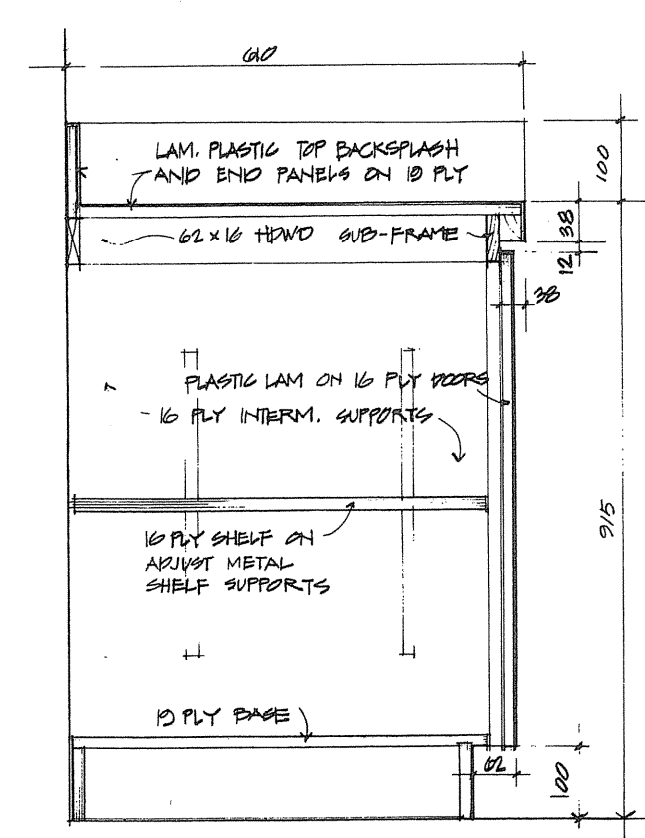 610
LAM. PLASTIC TOP BACKSPLASH
AND END PANELS ON 19 PLY
100
62 x 16 HDWD SUB-FRAME
38
12
38
PLASTIC LAM ON 16 PLY DOORS
16 PLY INTERM. SUPPORTS
915
16 PLY SHELF ON
ADJUST METAL
SHELF SUPPORTS
19 PLY BASE
62
100